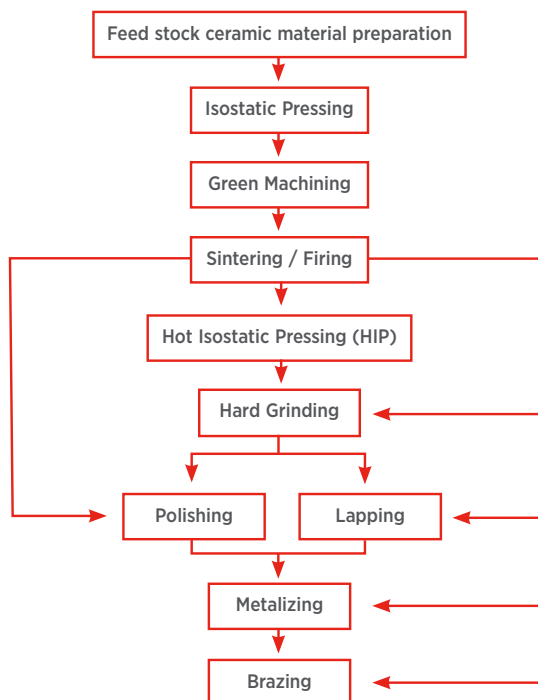 Feed stock ceramic material preparation
Isostatic Pressing
Green Machining
Sintering / Firing
Hot Isostatic Pressing (HIP)
Hard Grinding
Polishing
Lapping
Metalizing
Brazing